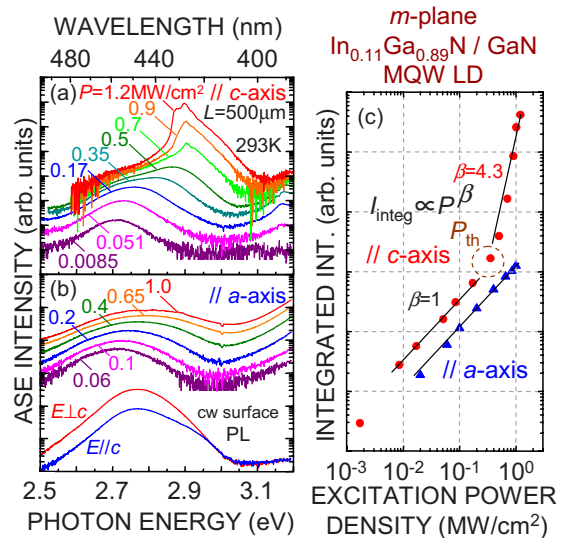 WAVELENGTH (nm)
480 440 400
m-plane
In0.11Ga0.89N / GaN
MQW LD
(a) P=1.2MW/cm² // c-axis
0.9
L=500μm
0.7
293K
0.5
0.35
0.17
0.051
0.0085
(b)
1.0
// a-axis
0.65
0.4
0.2
0.1
0.06
E⊥c
E//c
cw surface
PL
ASE INTENSITY (arb. units)
2.5 2.7 2.9 3.1
PHOTON ENERGY (eV)
(c)
β=4.3
Iinteg∝P^β
Pth
// c-axis
β=1
// a-axis
INTEGRATED INT. (arb. units)
10⁻³ 10⁻² 10⁻¹ 10⁰
EXCITATION POWER
DENSITY (MW/cm²)